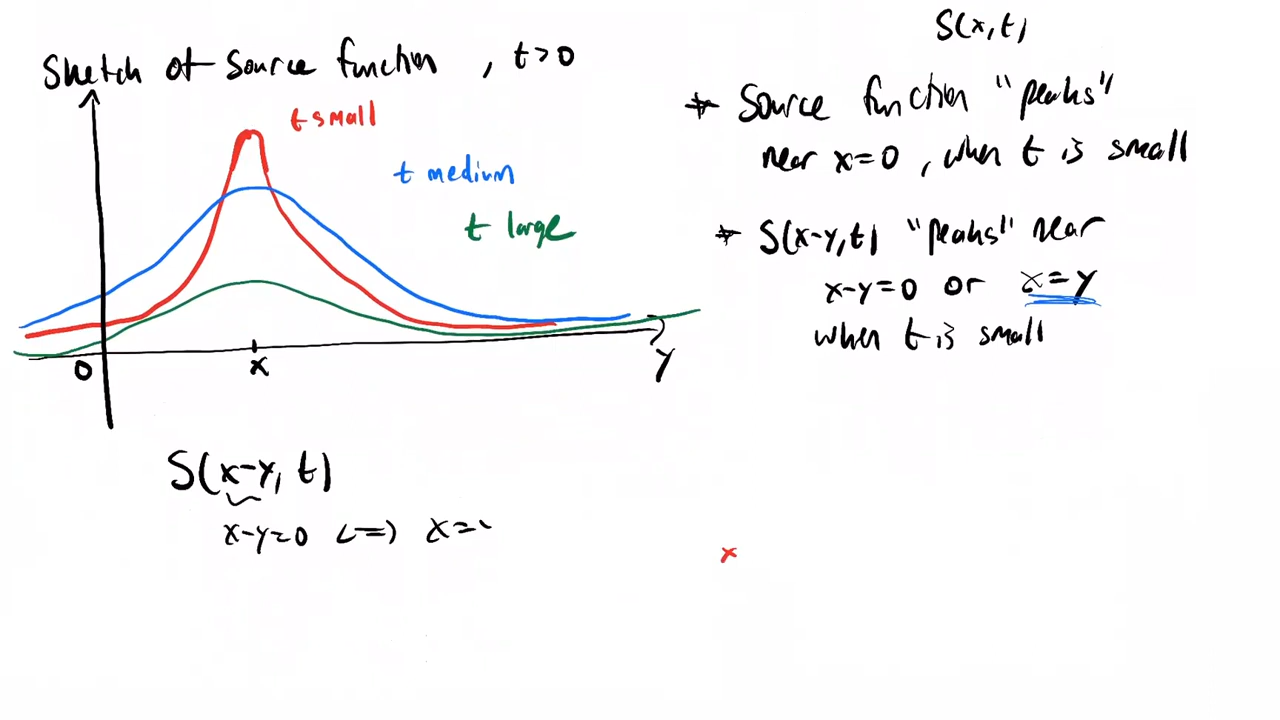 Sketch of Source function , t>0
t small
t medium
t large
0
x
y
S(x-y, t)
x-y=0 <=> x=
S(x,t)
* Source function "peaks"
near x=0 , when t is small
* S(x-y,t) "peaks" near
x-y=0 or x=y
when t is small
x